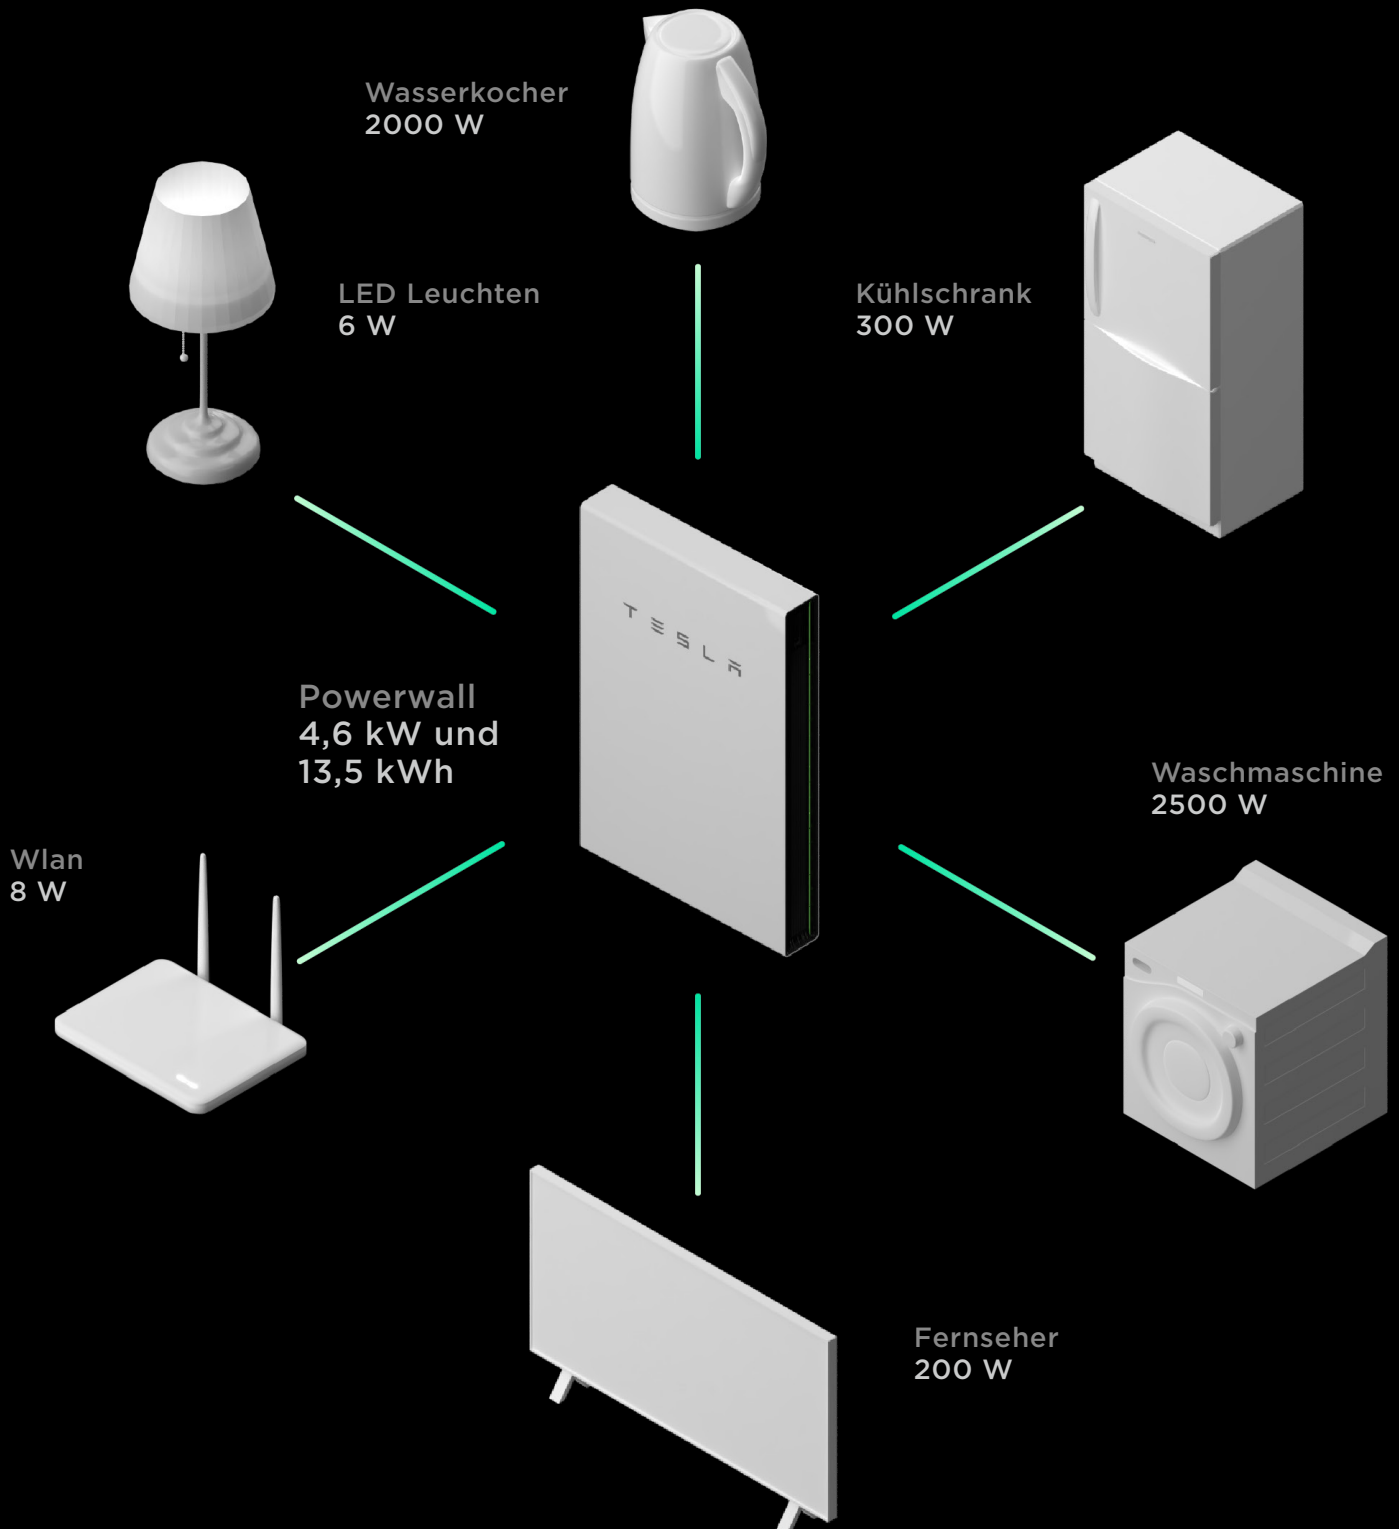 Wasserkocher
2000 W
LED Leuchten
6 W
Kühlschrank
300 W
TESLA
Powerwall
4,6 kW und
13,5 kWh
Waschmaschine
2500 W
Wlan
8 W
Fernseher
200 W